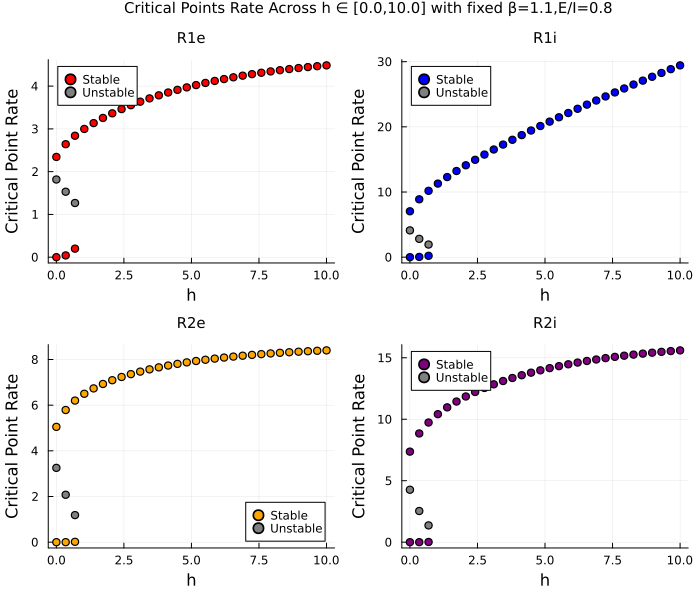 Critical Points Rate Across h ∈ [0.0,10.0] with fixed β=1.1,E/I=0.8
R1e
Critical Point Rate
4
3
2
1
0
Stable
Unstable
0.0
2.5
5.0
7.5
10.0
h
R1i
Critical Point Rate
30
20
10
0
Stable
Unstable
0.0
2.5
5.0
7.5
10.0
h
R2e
Critical Point Rate
8
6
4
2
0
Stable
Unstable
0.0
2.5
5.0
7.5
10.0
h
R2i
Critical Point Rate
15
10
5
0
Stable
Unstable
0.0
2.5
5.0
7.5
10.0
h